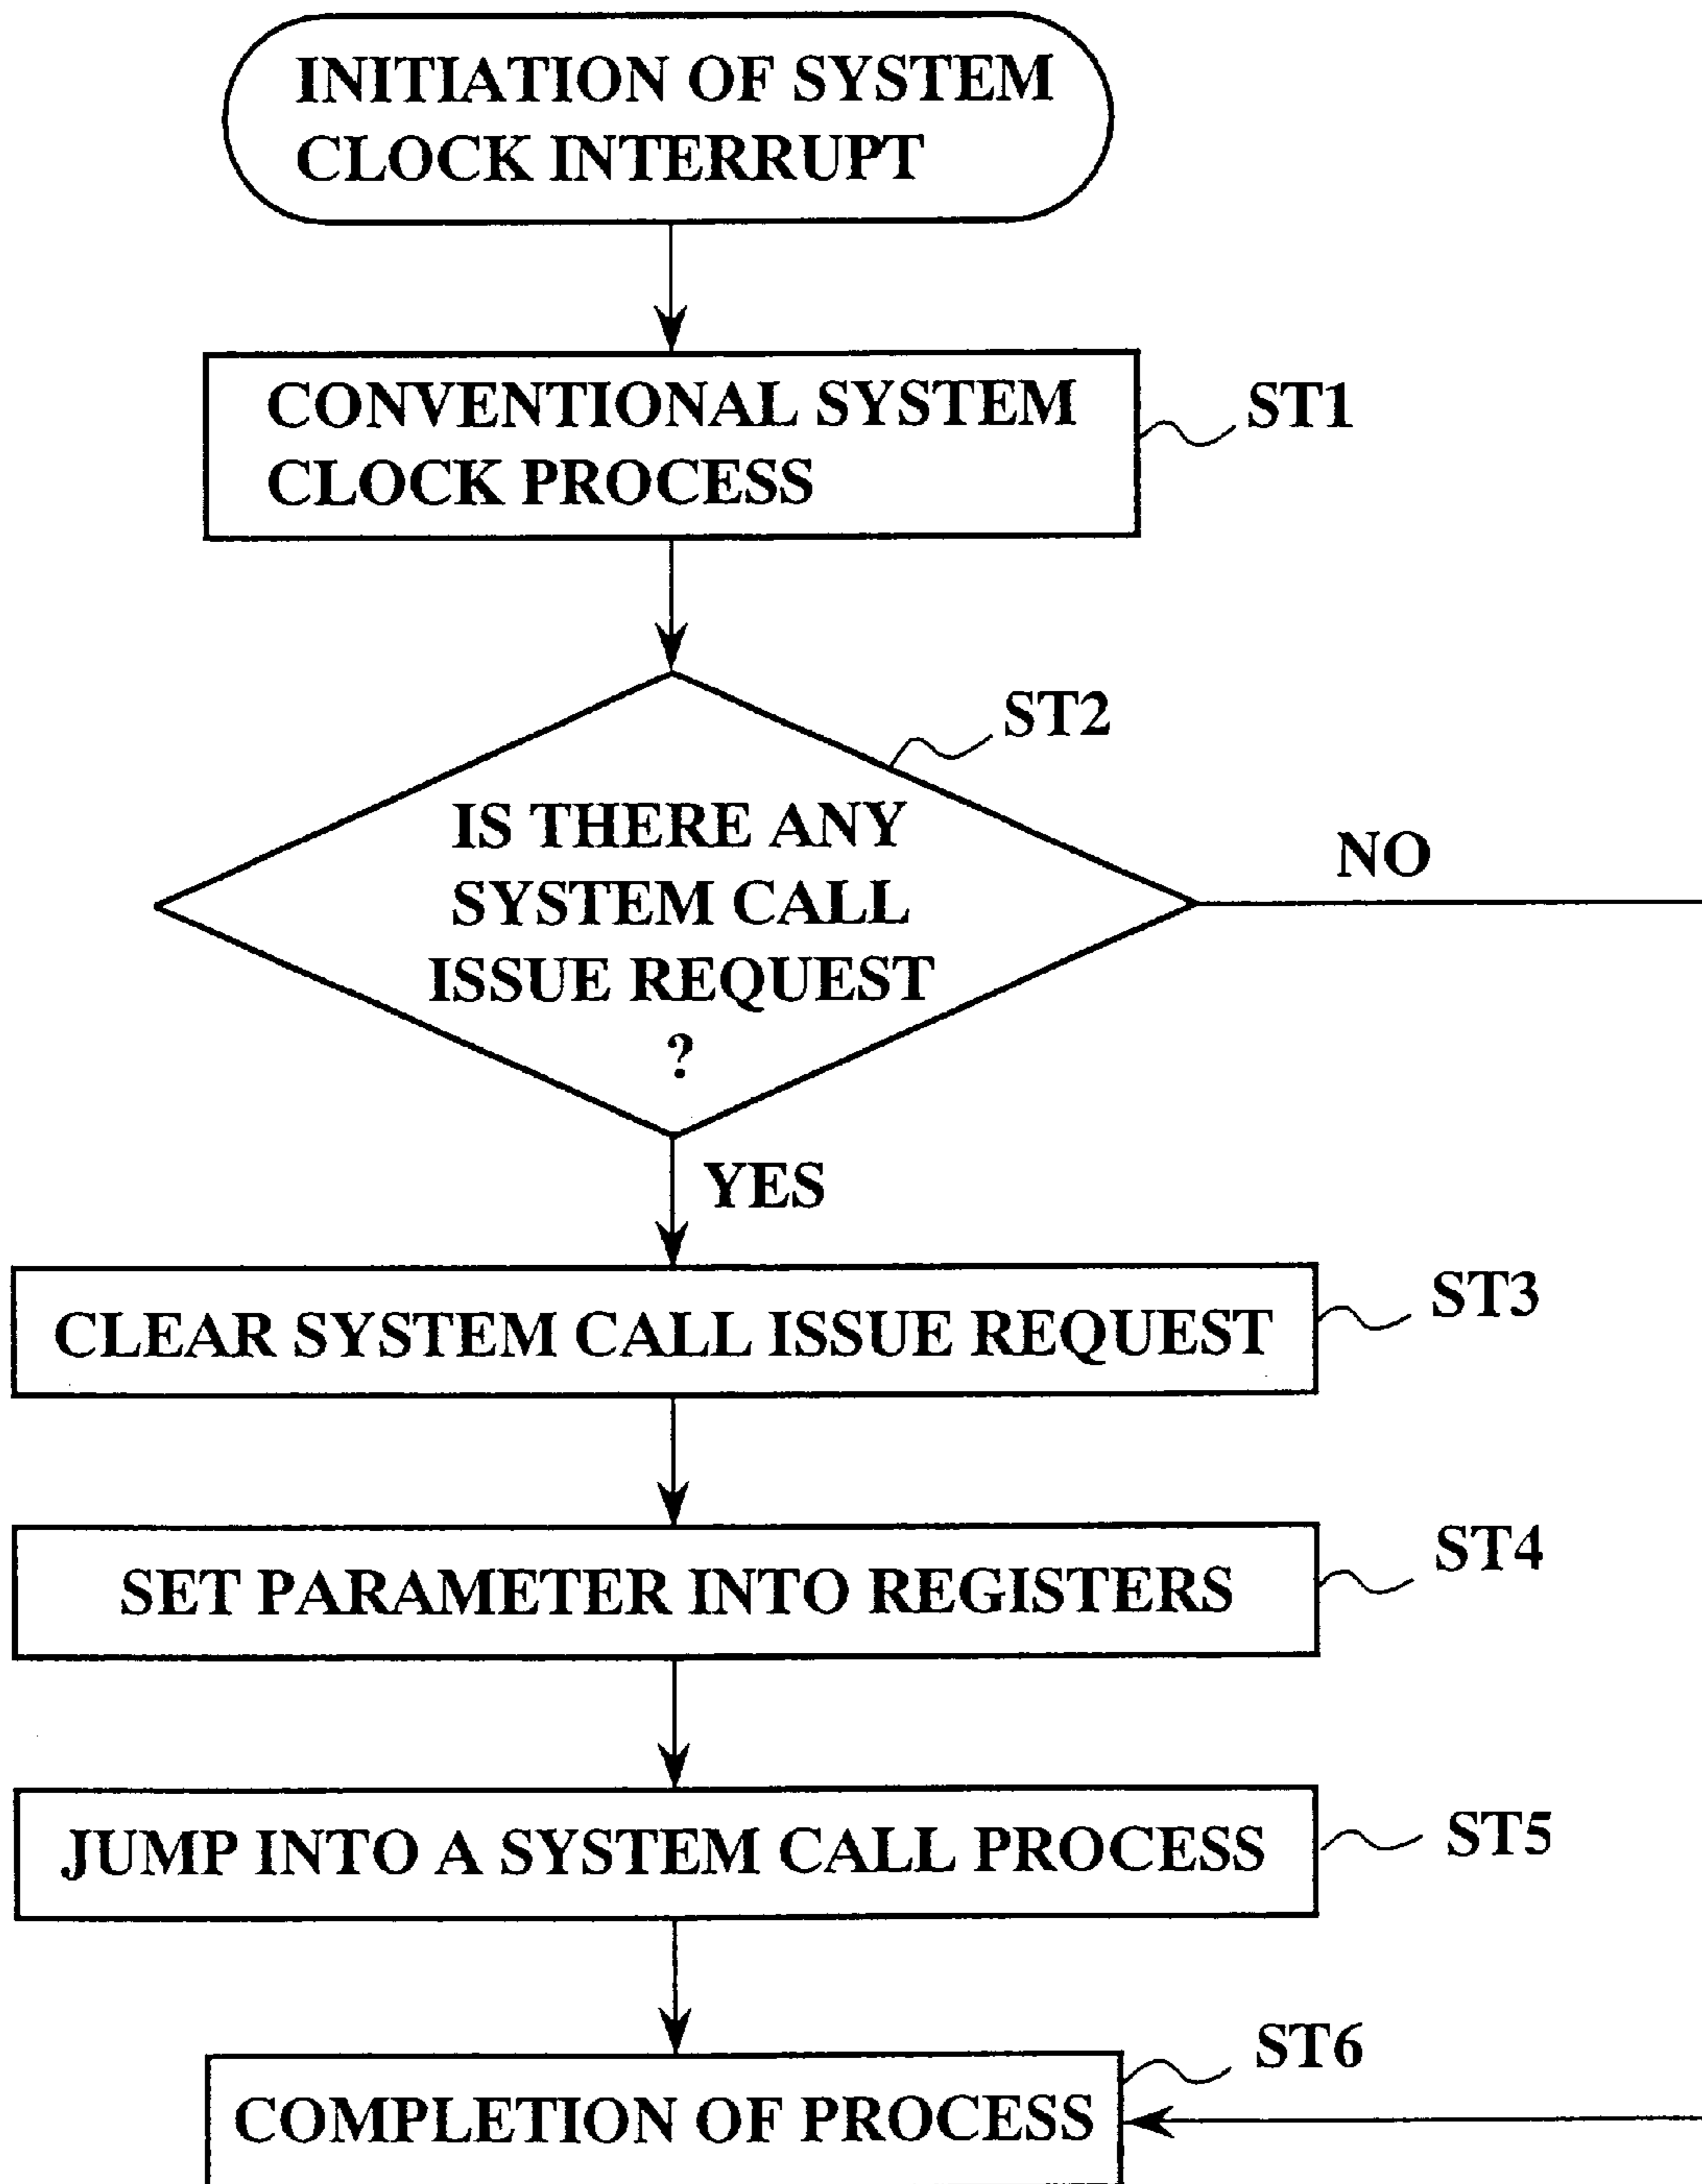 INITIATION OF SYSTEM
CLOCK INTERRUPT
CONVENTIONAL SYSTEM
CLOCK PROCESS
ST1
ST2
IS THERE ANY
SYSTEM CALL
ISSUE REQUEST
?
NO
YES
CLEAR SYSTEM CALL ISSUE REQUEST
ST3
SET PARAMETER INTO REGISTERS
ST4
JUMP INTO A SYSTEM CALL PROCESS
ST5
COMPLETION OF PROCESS
ST6